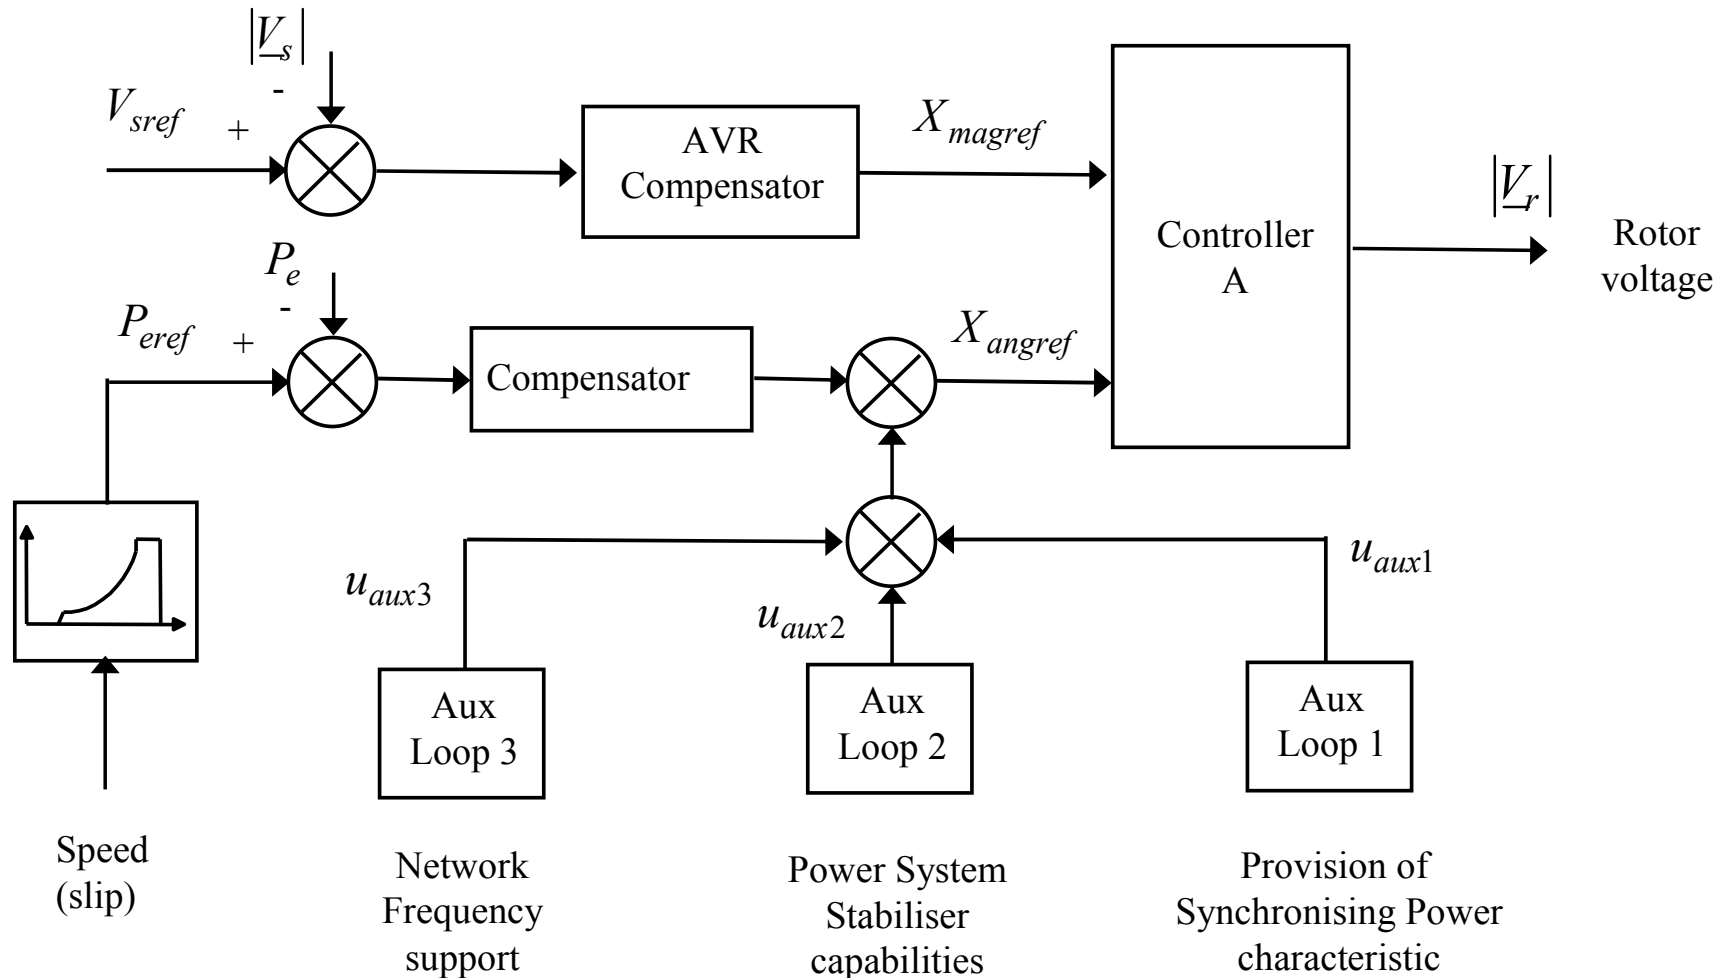 |V_s|
-
V_sref
+
AVR
Compensator
X_magref
Controller
A
|V_r|
Rotor
voltage
P_e
-
P_eref
+
Compensator
X_angref
u_aux3
u_aux2
u_aux1
Aux
Loop 3
Aux
Loop 2
Aux
Loop 1
Speed
(slip)
Network
Frequency
support
Power System
Stabiliser
capabilities
Provision of
Synchronising Power
characteristic